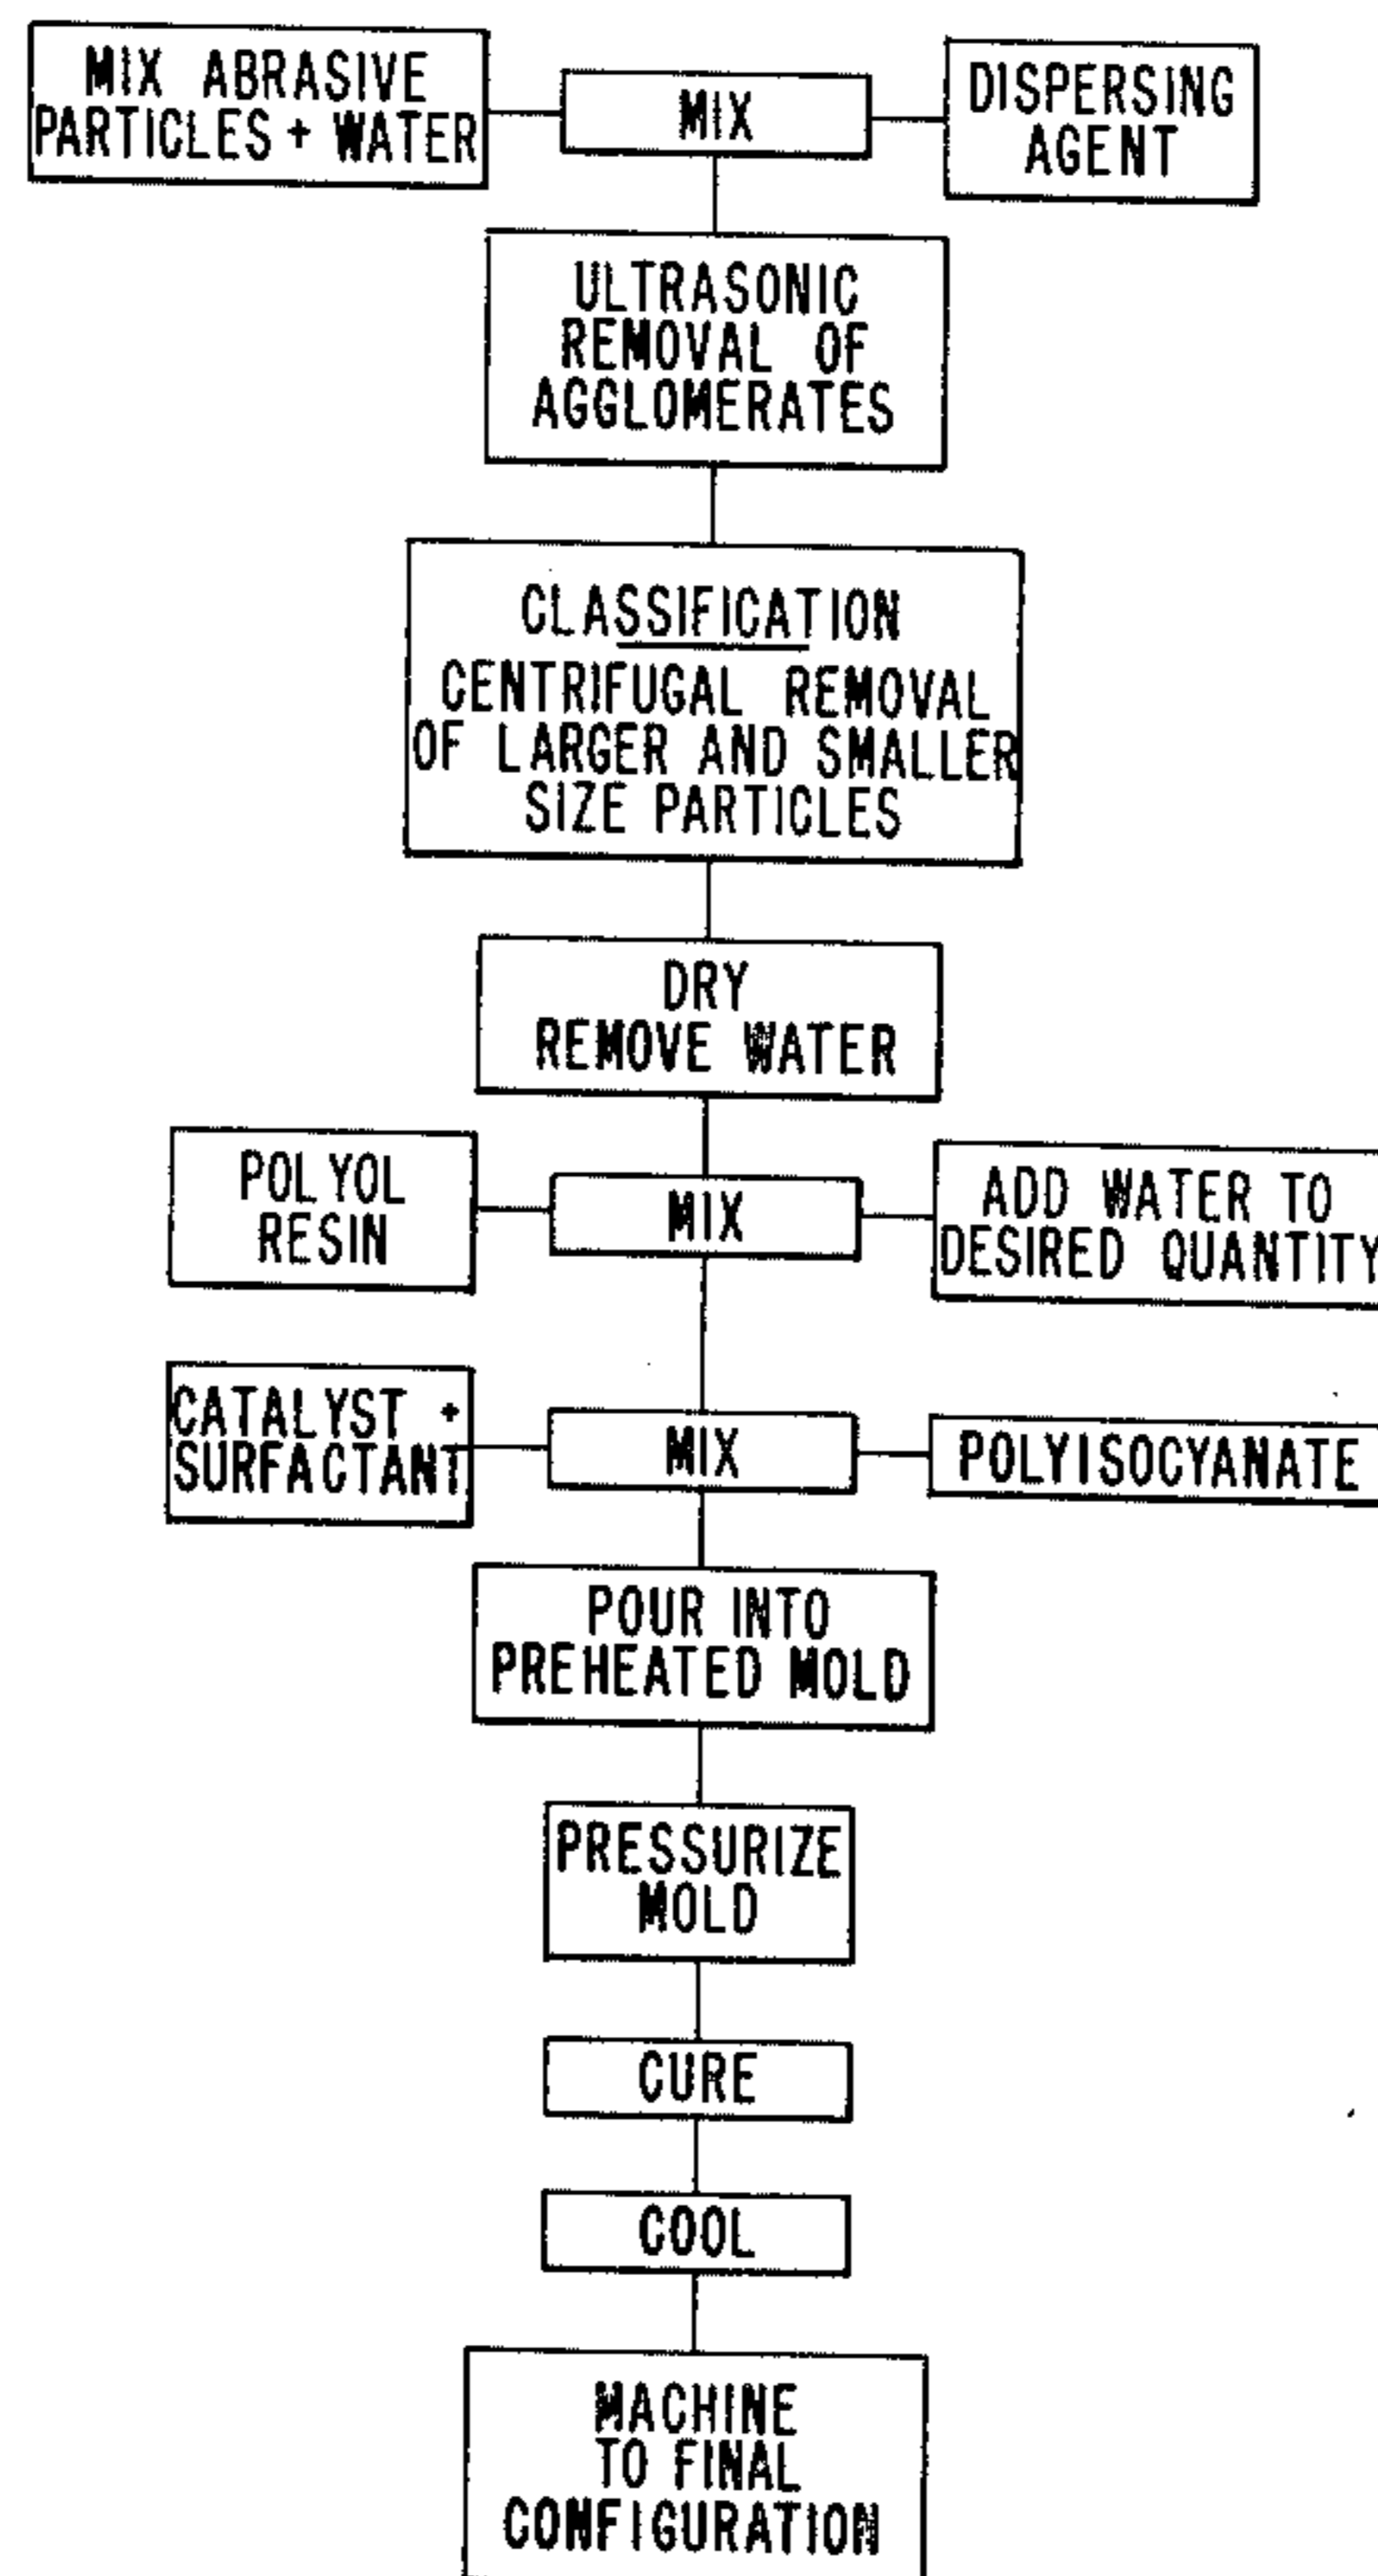 MIX ABRASIVE
PARTICLES + WATER
MIX
DISPERSING
AGENT
ULTRASONIC
REMOVAL OF
AGGLOMERATES
CLASSIFICATION
CENTRIFUGAL REMOVAL
OF LARGER AND SMALLER
SIZE PARTICLES
DRY
REMOVE WATER
POLYOL
RESIN
MIX
ADD WATER TO
DESIRED QUANTITY
CATALYST +
SURFACTANT
MIX
POLYISOCYANATE
POUR INTO
PREHEATED MOLD
PRESSURIZE
MOLD
CURE
COOL
MACHINE
TO FINAL
CONFIGURATION